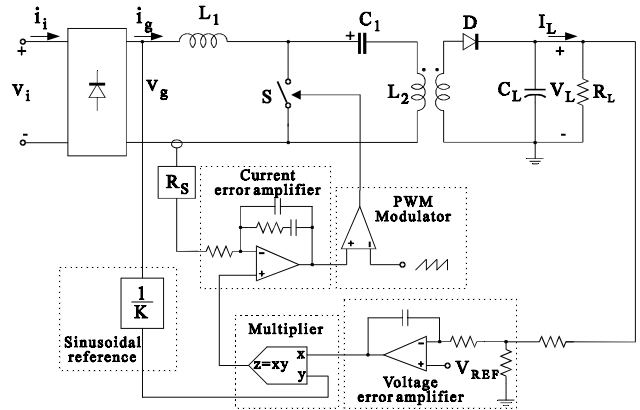 i_i
i_g
L_1
C_1
D
I_L
+
+
+
v_i
v_g
S
L_2
C_L
V_L
R_L
-
-
R_S
Current
error amplifier
PWM
Modulator
-
+
+
-
1
K
Sinusoidal
reference
Multiplier
z=xy
x
y
-
+
V_REF
Voltage
error amplifier